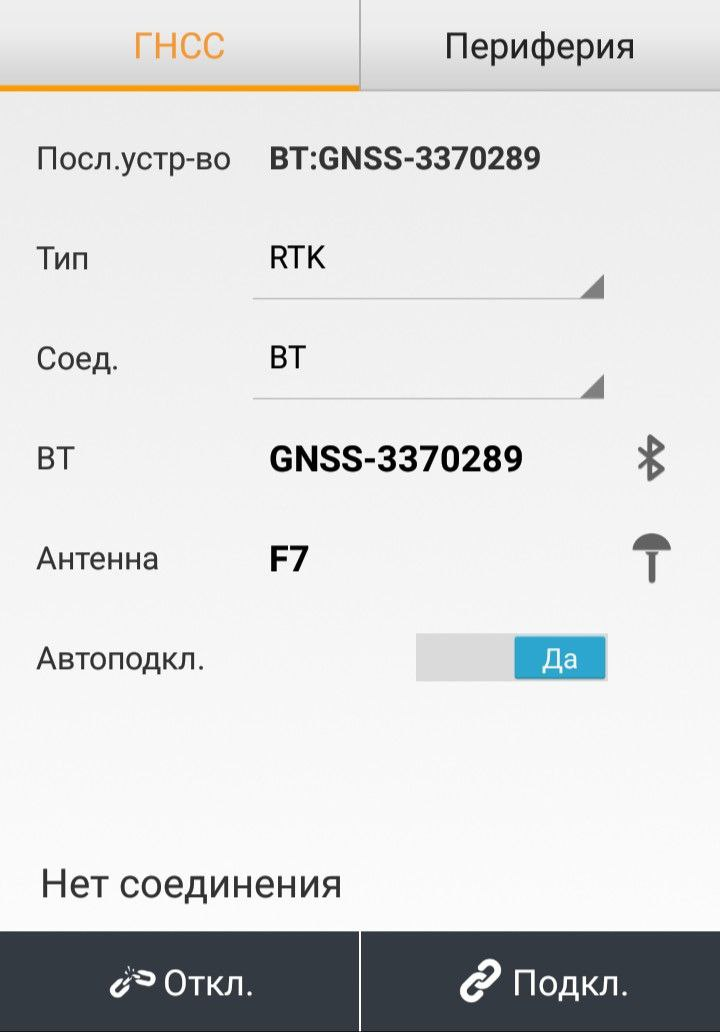 ГНСС Периферия
Посл.устр-во BT:GNSS-3370289
Тип RTK
Соед. BT
BT GNSS-3370289
Антенна F7
Автоподкл. Да
Нет соединения
Откл. Подкл.